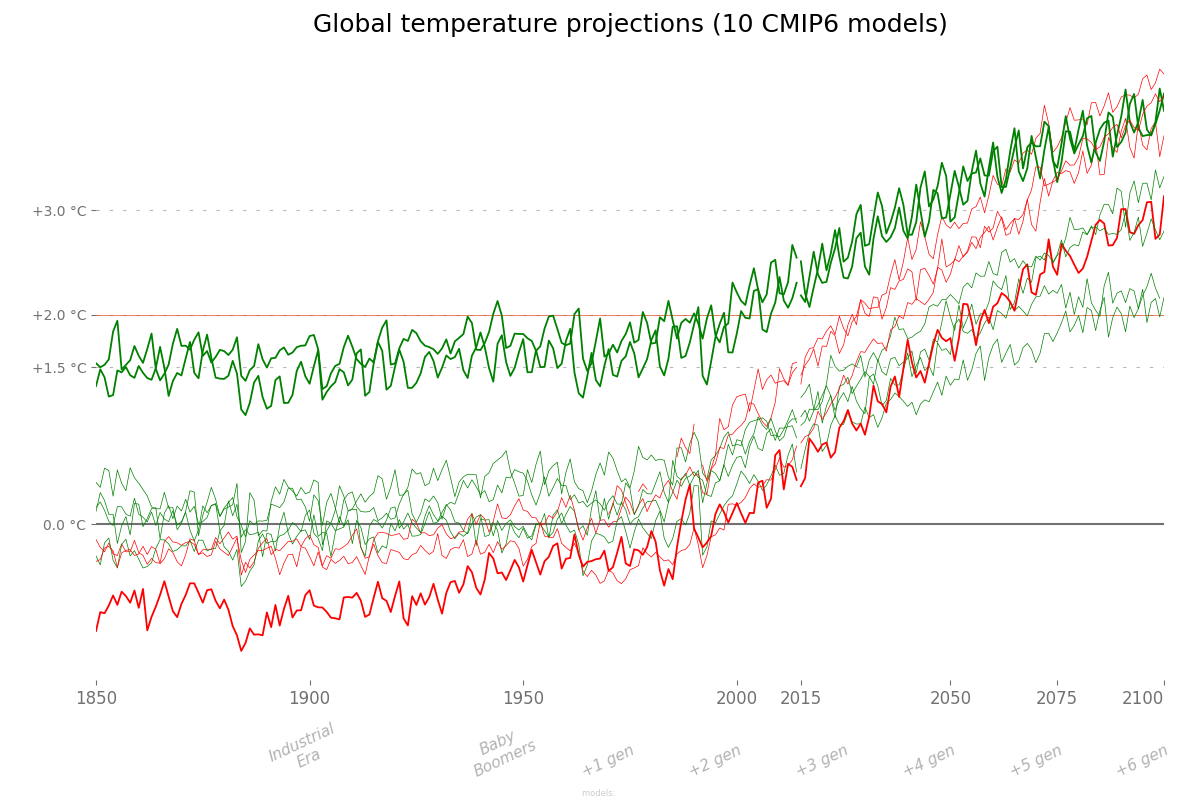 Global temperature projections (10 CMIP6 models)
+3.0 °C
+2.0 °C
+1.5 °C
0.0 °C
1850
1900
1950
2000
2015
2050
2075
2100
Industrial
Era
Baby
Boomers
+1 gen
+2 gen
+3 gen
+4 gen
+5 gen
+6 gen
models: